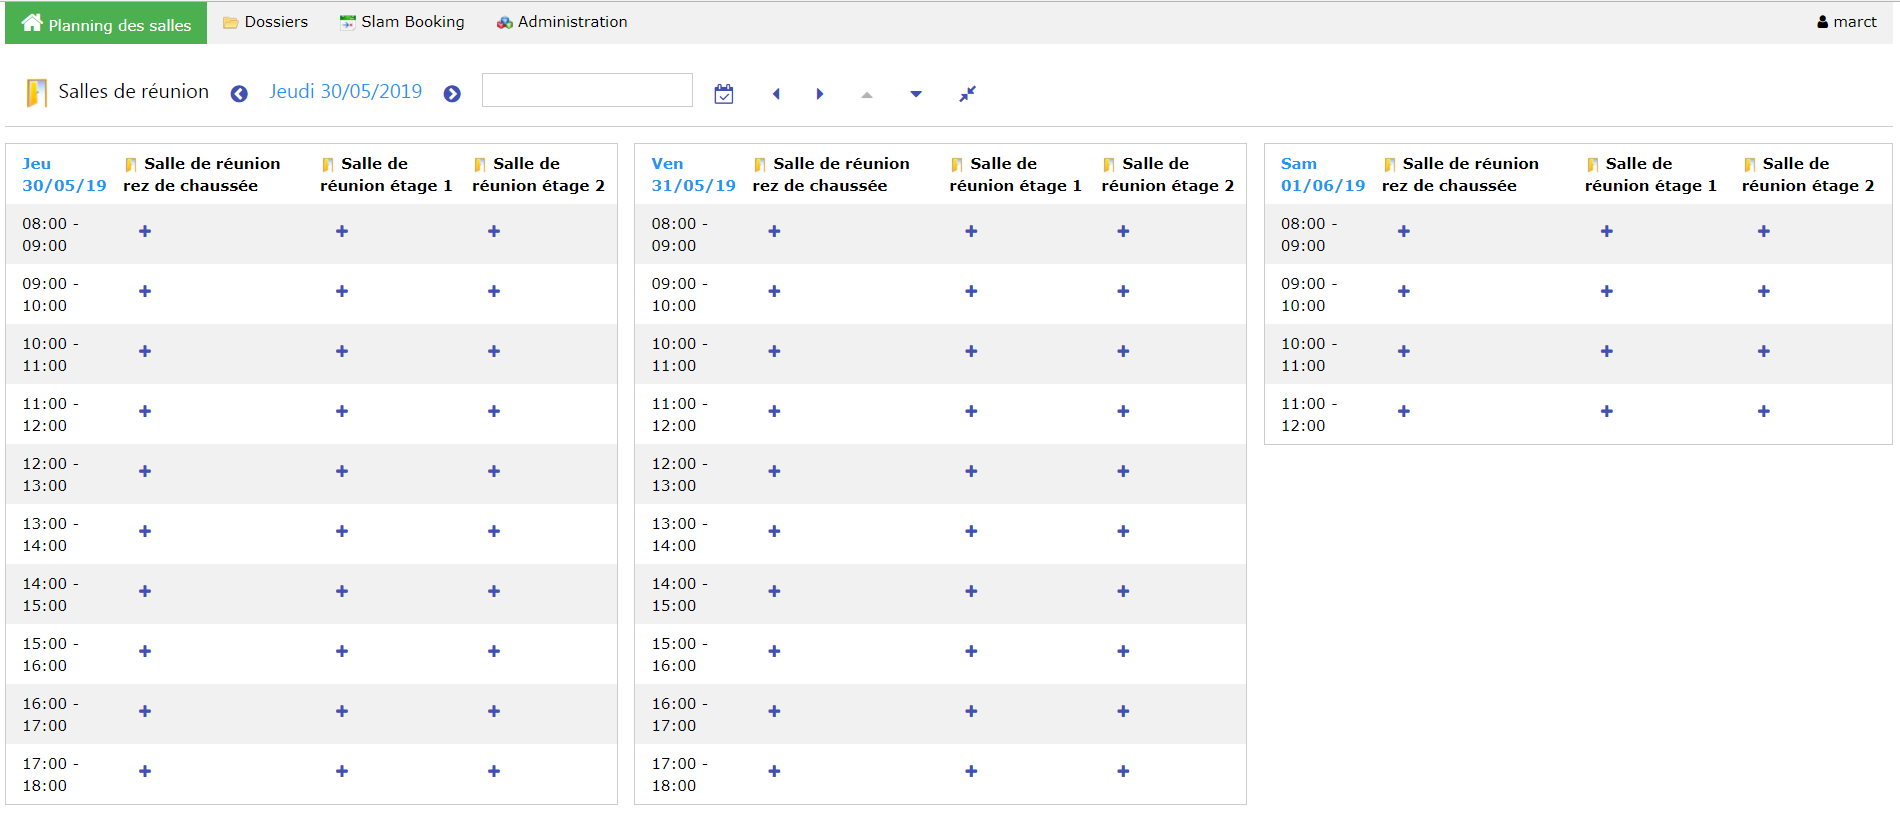 Planning des salles Dossiers Slam Booking Administration marct
Salles de réunion Jeudi 30/05/2019
Jeu
30/05/19
Salle de réunion
rez de chaussée
Salle de
réunion étage 1
Salle de
réunion étage 2
08:00 -
09:00
09:00 -
10:00
10:00 -
11:00
11:00 -
12:00
12:00 -
13:00
13:00 -
14:00
14:00 -
15:00
15:00 -
16:00
16:00 -
17:00
17:00 -
18:00
Ven
31/05/19
Salle de réunion
rez de chaussée
Salle de
réunion étage 1
Salle de
réunion étage 2
08:00 -
09:00
09:00 -
10:00
10:00 -
11:00
11:00 -
12:00
12:00 -
13:00
13:00 -
14:00
14:00 -
15:00
15:00 -
16:00
16:00 -
17:00
17:00 -
18:00
Sam
01/06/19
Salle de réunion
rez de chaussée
Salle de
réunion étage 1
Salle de
réunion étage 2
08:00 -
09:00
09:00 -
10:00
10:00 -
11:00
11:00 -
12:00